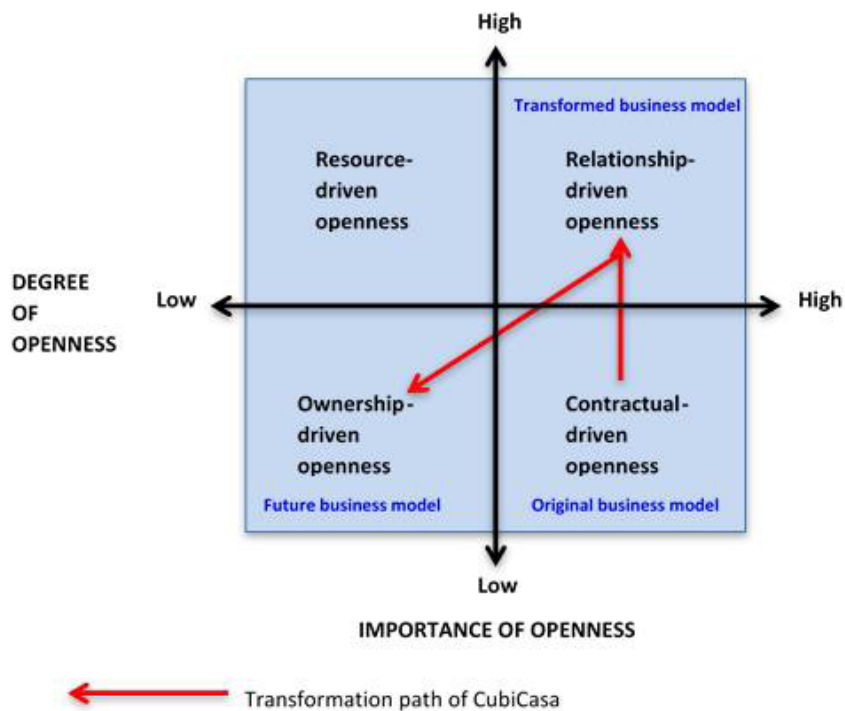 High
Transformed business model
Resource-
driven
openness
Relationship-
driven
openness
DEGREE
OF
OPENNESS
Low
High
Ownership-
driven
openness
Contractual-
driven
openness
Future business model
Original business model
Low
IMPORTANCE OF OPENNESS
Transformation path of CubiCasa